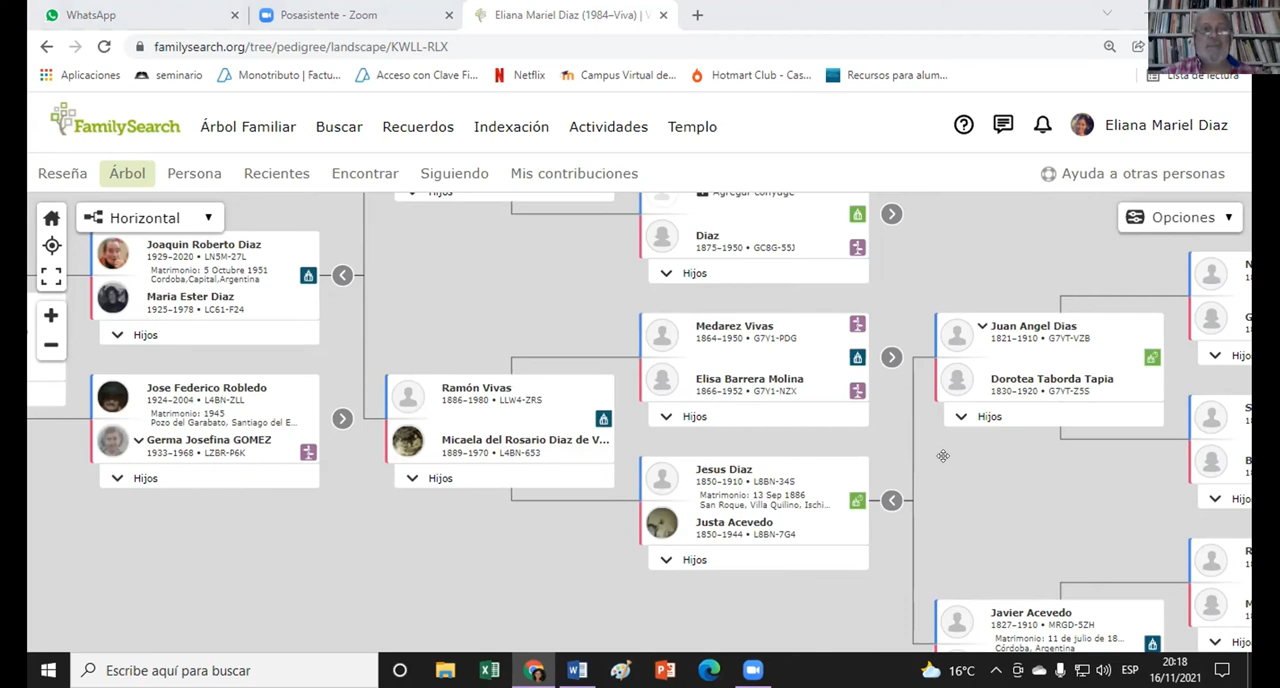 WhatsApp
Posasistente - Zoom
Eliana Mariel Diaz (1984–Viva) |
familysearch.org/tree/pedigree/landscape/KWLL-RLX
Aplicaciones
seminario
Monotributo | Factu...
Acceso con Clave Fi...
Netflix
Campus Virtual de...
Hotmart Club - Cas...
Recursos para alum...
Lista de lectura
FamilySearch
Árbol Familiar
Buscar
Recuerdos
Indexación
Actividades
Templo
Eliana Mariel Diaz
Reseña
Árbol
Persona
Recientes
Encontrar
Siguiendo
Mis contribuciones
Ayuda a otras personas
Horizontal
Opciones
Joaquin Roberto Diaz
1929–2020 • LN5M-27L
Matrimonio: 5 Octubre 1951
Cordoba,Capital,Argentina
Maria Ester Diaz
1925–1978 • LC61-F24
Hijos
Jose Federico Robledo
1924–2004 • L4BN-ZLL
Matrimonio: 1945
Pozo del Garabato, Santiago del E...
Germa Josefina GOMEZ
1933–1968 • LZBR-P6K
Hijos
Hijos
Ramón Vivas
1886–1980 • LLW4-ZRS
Micaela del Rosario Diaz de V...
1889–1970 • L4BN-653
Hijos
Agregar cónyuge
Diaz
1875–1950 • GC8G-55J
Hijos
Medarez Vivas
1864–1950 • G7Y1-PDG
Elisa Barrera Molina
1866–1952 • G7Y1-NZX
Hijos
Jesus Diaz
1850–1910 • L8BN-34S
Matrimonio: 13 Sep 1886
San Roque, Villa Quilino, Ischi...
Justa Acevedo
1850–1944 • L8BN-7G4
Hijos
Juan Angel Dias
1821–1910 • G7YT-VZB
Dorotea Taborda Tapia
1830–1920 • G7YT-Z5S
Hijos
Javier Acevedo
1827–1910 • MRGD-5ZH
Matrimonio: 11 de julio de 18...
Córdoba, Argentina
Escribe aquí para buscar
16°C
ESP
20:18
16/11/2021